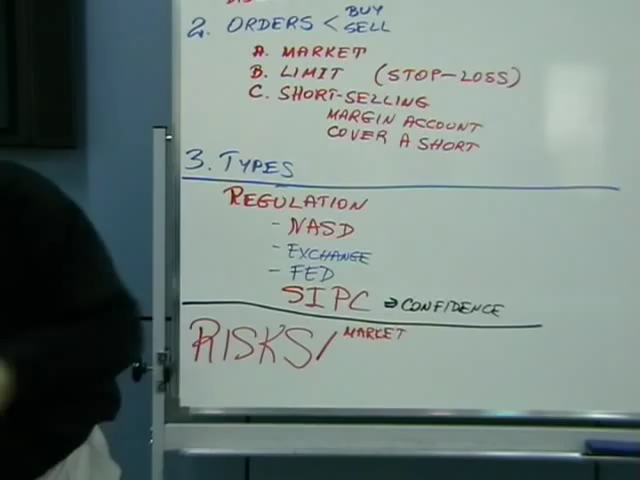 2. ORDERS < BUY
SELL
A. MARKET
B. LIMIT (STOP-LOSS)
C. SHORT-SELLING
MARGIN ACCOUNT
COVER A SHORT
3. TYPES
REGULATION
- NASD
- EXCHANGE
- FED
SIPC → CONFIDENCE
RISKS/ MARKET